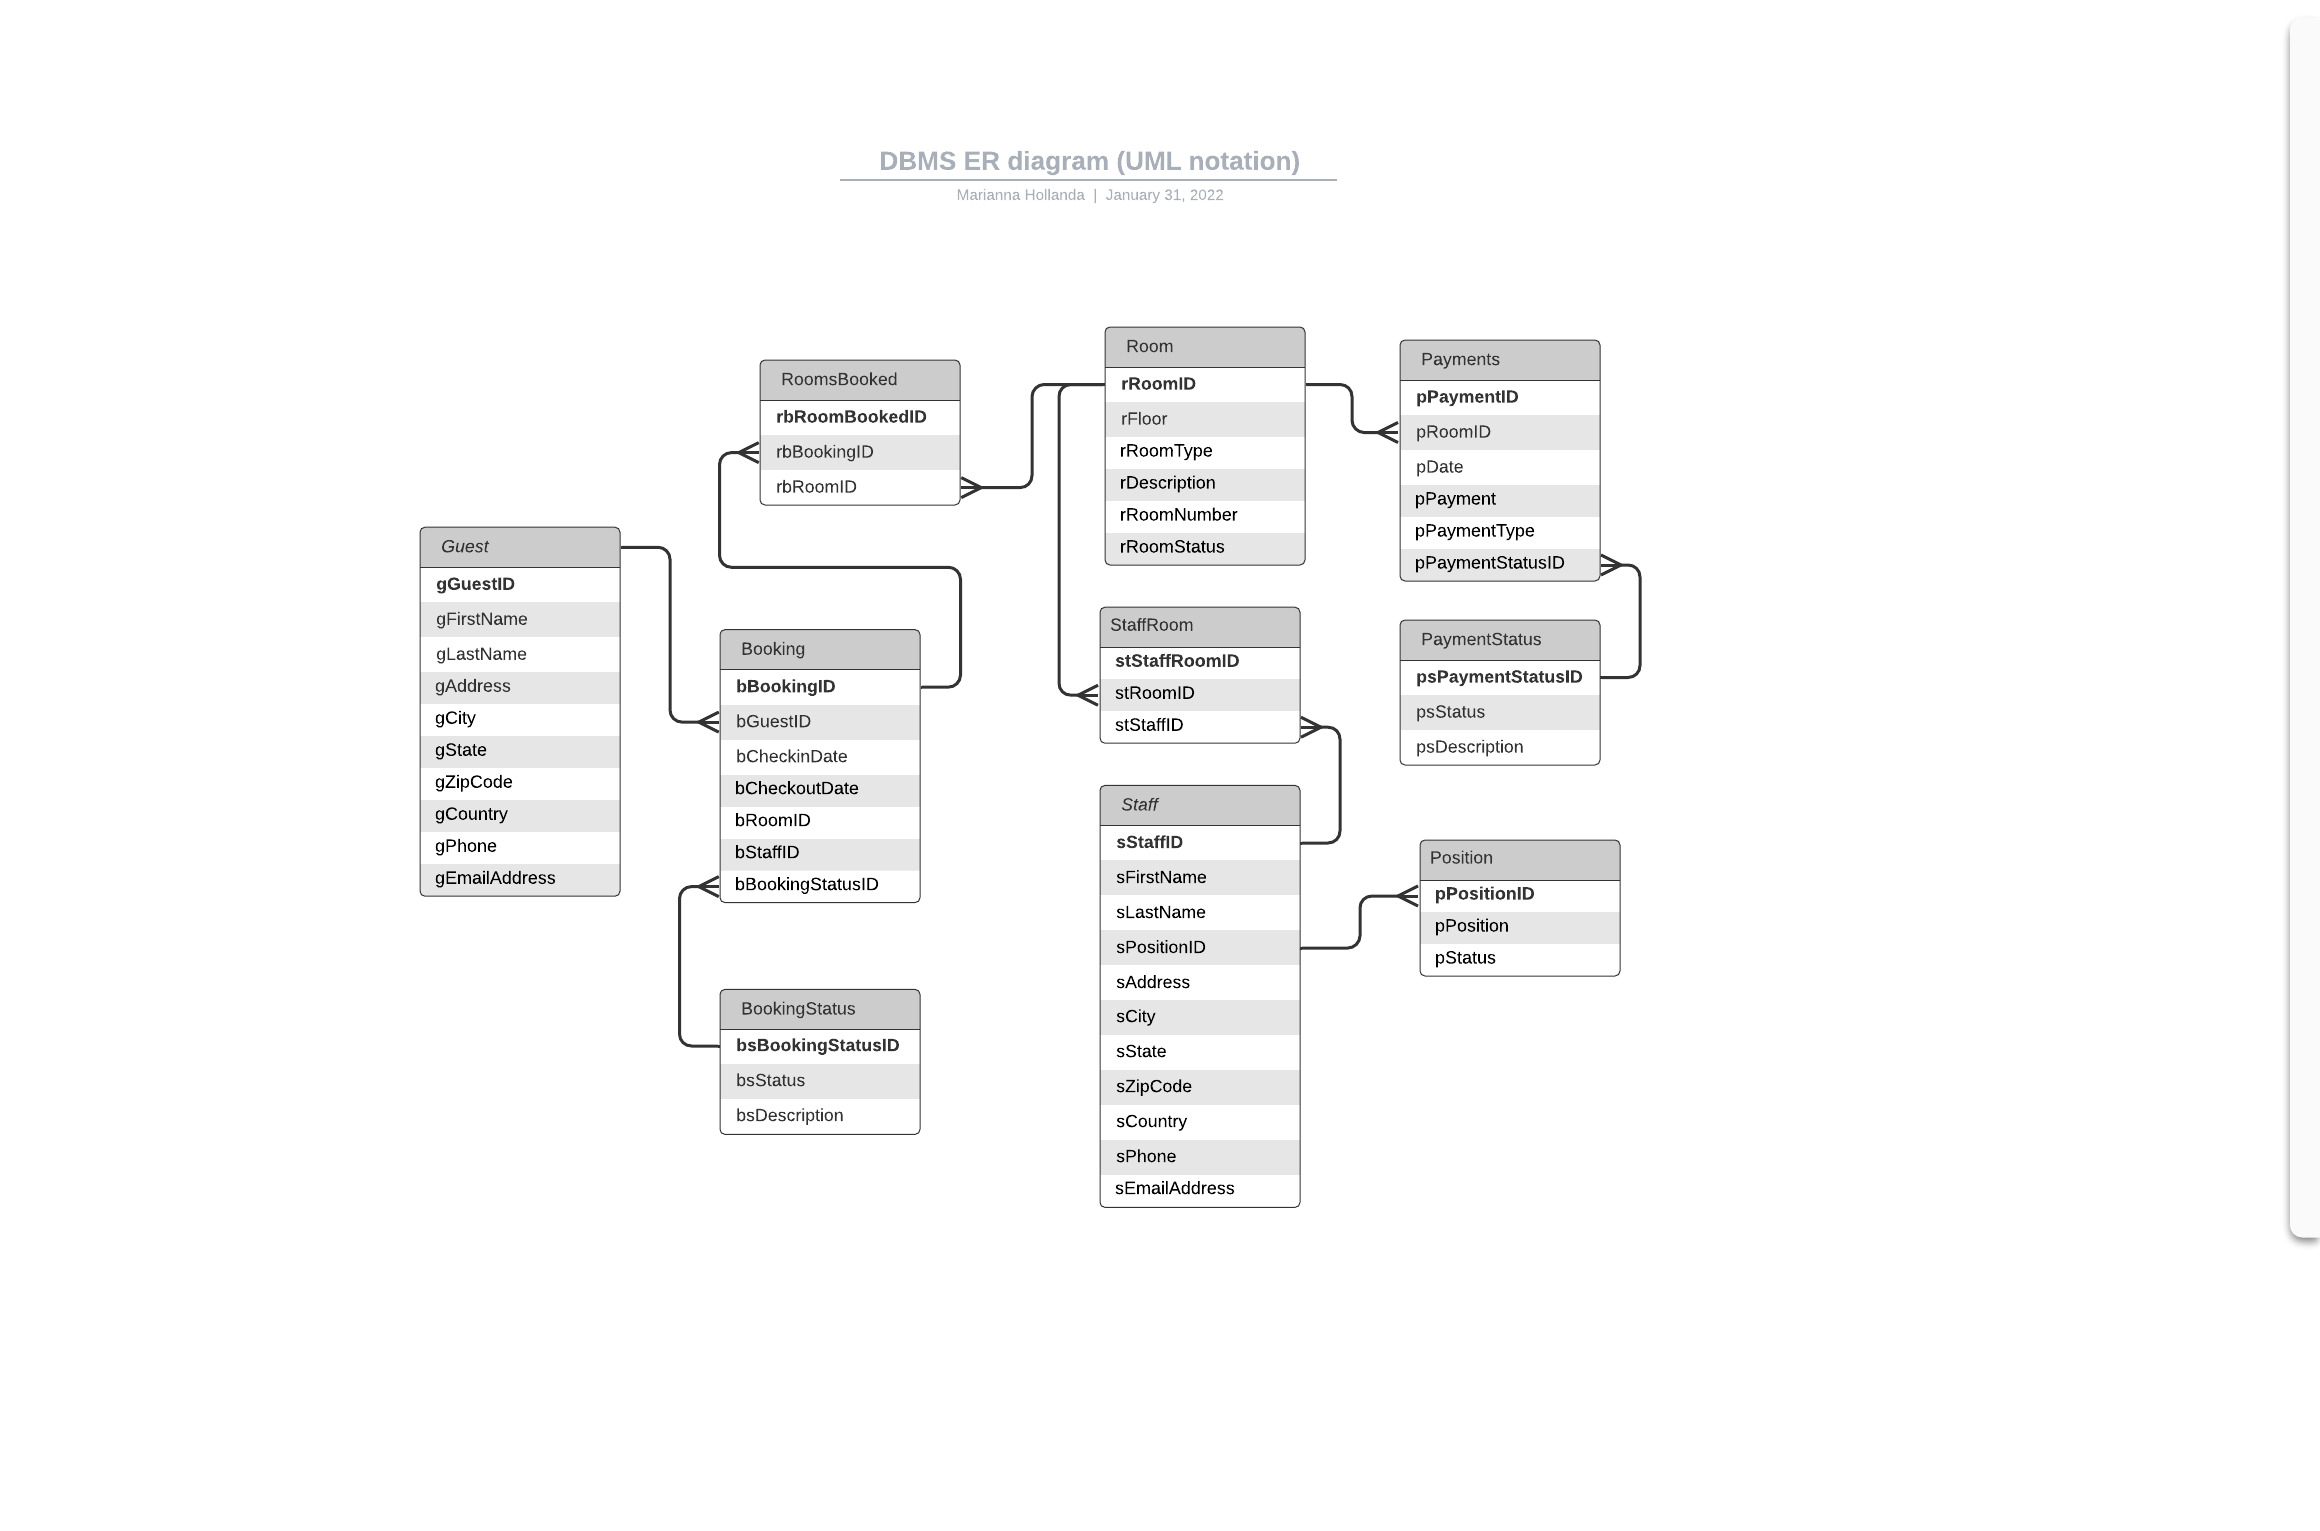 DBMS ER diagram (UML notation)
Marianna Hollanda | January 31, 2022
RoomsBooked
rbRoomBookedID
rbBookingID
rbRoomID
Room
rRoomID
rFloor
rRoomType
rDescription
rRoomNumber
rRoomStatus
Payments
pPaymentID
pRoomID
pDate
pPayment
pPaymentType
pPaymentStatusID
Guest
gGuestID
gFirstName
gLastName
gAddress
gCity
gState
gZipCode
gCountry
gPhone
gEmailAddress
Booking
bBookingID
bGuestID
bCheckinDate
bCheckoutDate
bRoomID
bStaffID
bBookingStatusID
StaffRoom
stStaffRoomID
stRoomID
stStaffID
PaymentStatus
psPaymentStatusID
psStatus
psDescription
Staff
sStaffID
sFirstName
sLastName
sPositionID
sAddress
sCity
sState
sZipCode
sCountry
sPhone
sEmailAddress
Position
pPositionID
pPosition
pStatus
BookingStatus
bsBookingStatusID
bsStatus
bsDescription